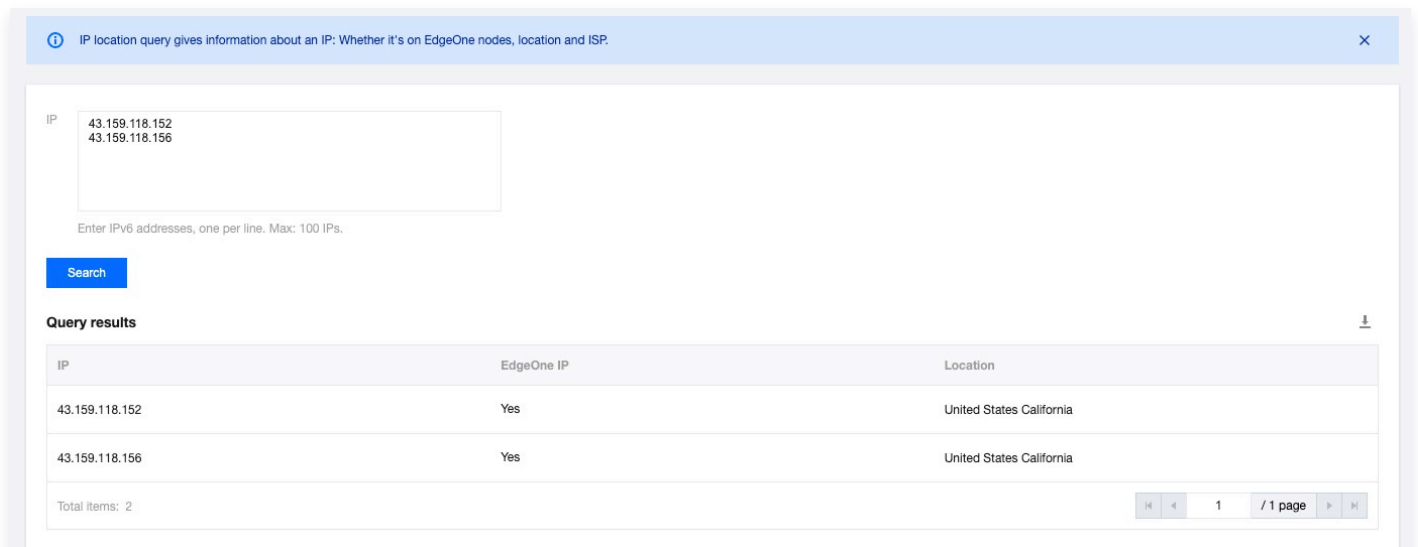 IP location query gives information about an IP: Whether it's on EdgeOne nodes, location and ISP.
IP
43.159.118.152
43.159.118.156
Enter IPv6 addresses, one per line. Max: 100 IPs.
Search
Query results
IP EdgeOne IP Location
43.159.118.152 Yes United States California
43.159.118.156 Yes United States California
Total items: 2 1 / 1 page